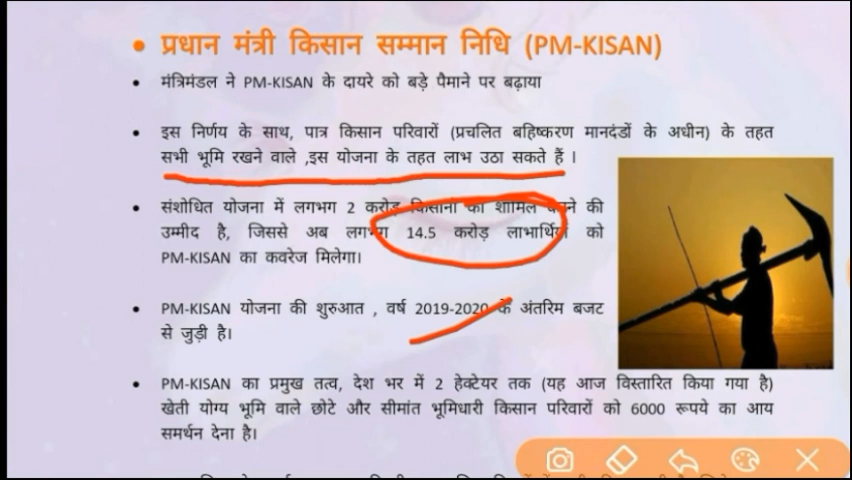 • प्रधान मंत्री किसान सम्मान निधि (PM-KISAN)
• मंत्रिमंडल ने PM-KISAN के दायरे को बड़े पैमाने पर बढ़ाया
• इस निर्णय के साथ, पात्र किसान परिवारों (प्रचलित बहिष्करण मानदंडों के अधीन) के तहत
सभी भूमि रखने वाले ,इस योजना के तहत लाभ उठा सकते हैं ।
• संशोधित योजना में लगभग 2 करोड़ किसानों को शामिल करने की
उम्मीद है, जिससे अब लगभग 14.5 करोड़ लाभार्थियों को
PM-KISAN का कवरेज मिलेगा।
• PM-KISAN योजना की शुरुआत , वर्ष 2019-2020 के अंतरिम बजट
से जुड़ी है।
• PM-KISAN का प्रमुख तत्व, देश भर में 2 हेक्टेयर तक (यह आज विस्तारित किया गया है)
खेती योग्य भूमि वाले छोटे और सीमांत भूमिधारी किसान परिवारों को 6000 रूपये का आय
समर्थन देना है।